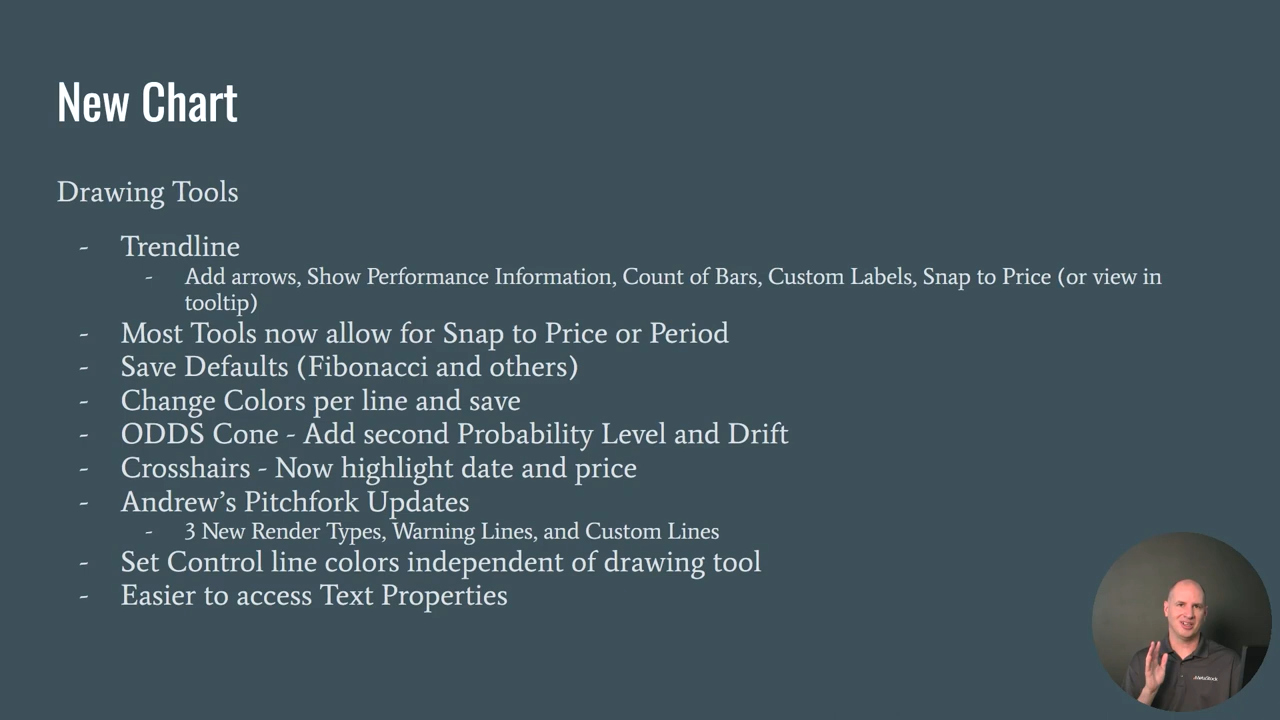 New Chart
Drawing Tools
- Trendline
- Add arrows, Show Performance Information, Count of Bars, Custom Labels, Snap to Price (or view in
tooltip)
- Most Tools now allow for Snap to Price or Period
- Save Defaults (Fibonacci and others)
- Change Colors per line and save
- ODDS Cone - Add second Probability Level and Drift
- Crosshairs - Now highlight date and price
- Andrew’s Pitchfork Updates
- 3 New Render Types, Warning Lines, and Custom Lines
- Set Control line colors independent of drawing tool
- Easier to access Text Properties
MetaStock